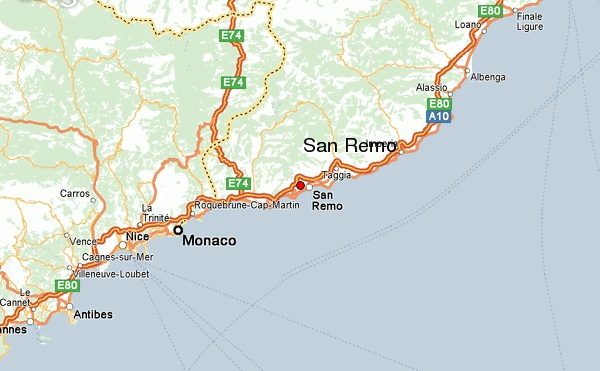 E80
Finale
Ligure
Loano
E74
E74
Albenga
Alassio
E80
A10
San Remo
Taggia
E74
San
Remo
Carros
Roquebrune-Cap-Martin
La
Trinité
Vence
Nice
Monaco
Cagnes-sur-Mer
Villeneuve-Loubet
E80
Le
Cannet
Antibes
nnes